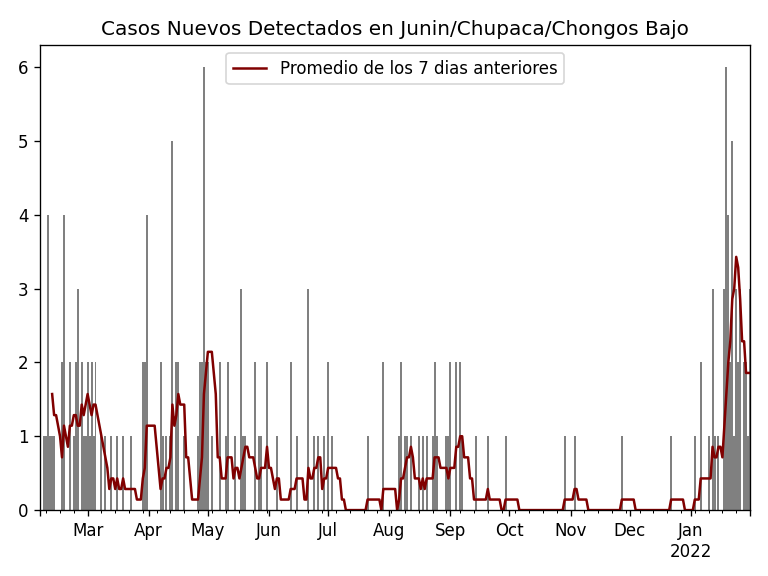 Casos Nuevos Detectados en Junin/Chupaca/Chongos Bajo
Promedio de los 7 dias anteriores
6
5
4
3
2
1
0
Mar Apr May Jun Jul Aug Sep Oct Nov Dec Jan
2022